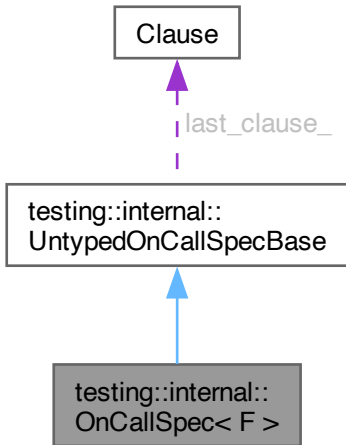 Clause
last_clause_
testing::internal::
UntypedOnCallSpecBase
testing::internal::
OnCallSpec< F >